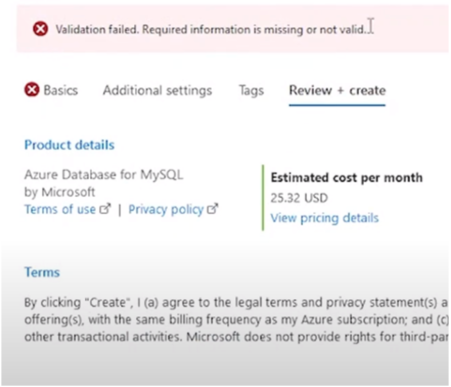 Validation failed. Required information is missing or not valid.
Basics Additional settings Tags Review + create
Product details
Azure Database for MySQL
by Microsoft
Terms of use | Privacy policy
Estimated cost per month
25.32 USD
View pricing details
Terms
By clicking "Create", I (a) agree to the legal terms and privacy statement(s) a
offering(s), with the same billing frequency as my Azure subscription; and (c)
other transactional activities. Microsoft does not provide rights for third-par